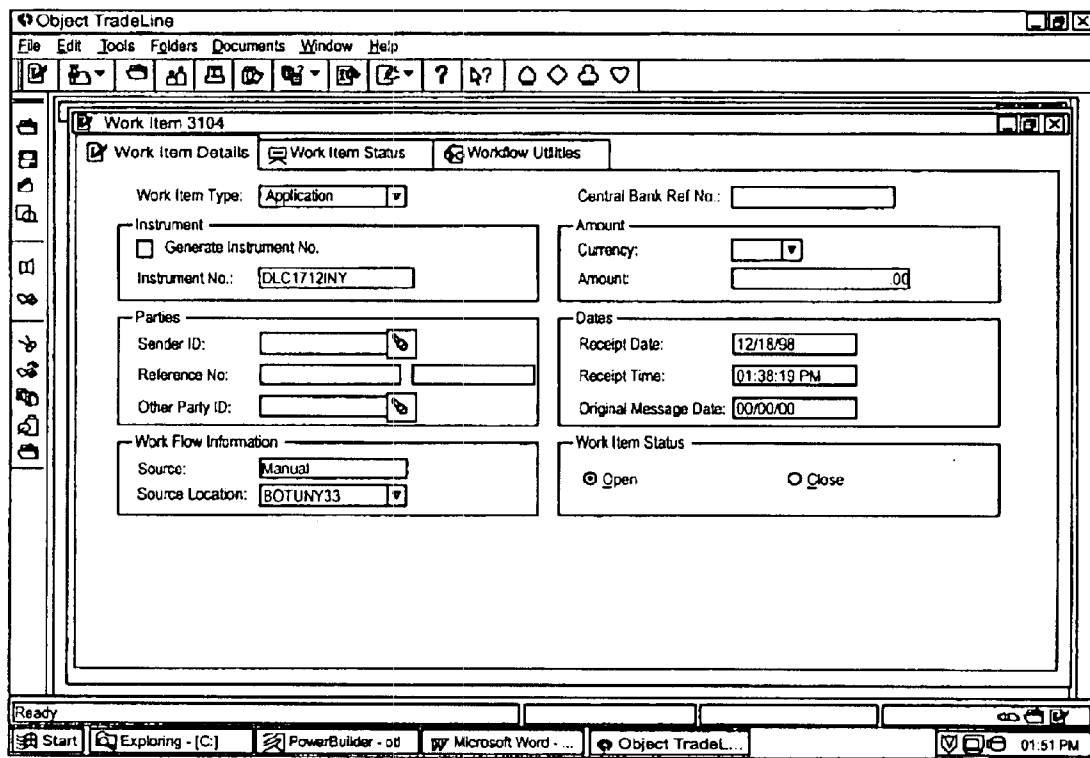 Object TradeLine
File Edit Tools Folders Documents Window Help
Work Item 3104
Work Item Details Work Item Status Workflow Utilities
Work Item Type: Application Central Bank Ref No.:
Instrument Amount
Generate Instrument No. Currency:
Instrument No.: DLC1712INY Amount: .00
Parties Dates
Sender ID: Receipt Date: 12/18/98
Reference No: Receipt Time: 01:38:19 PM
Other Party ID: Original Message Date: 00/00/00
Work Flow Information Work Item Status
Source: Manual Open Close
Source Location: BOTUNY33
Ready
Start Exploring - [C:] PowerBuilder - otl Microsoft Word - ... Object TradeL... 01:51 PM